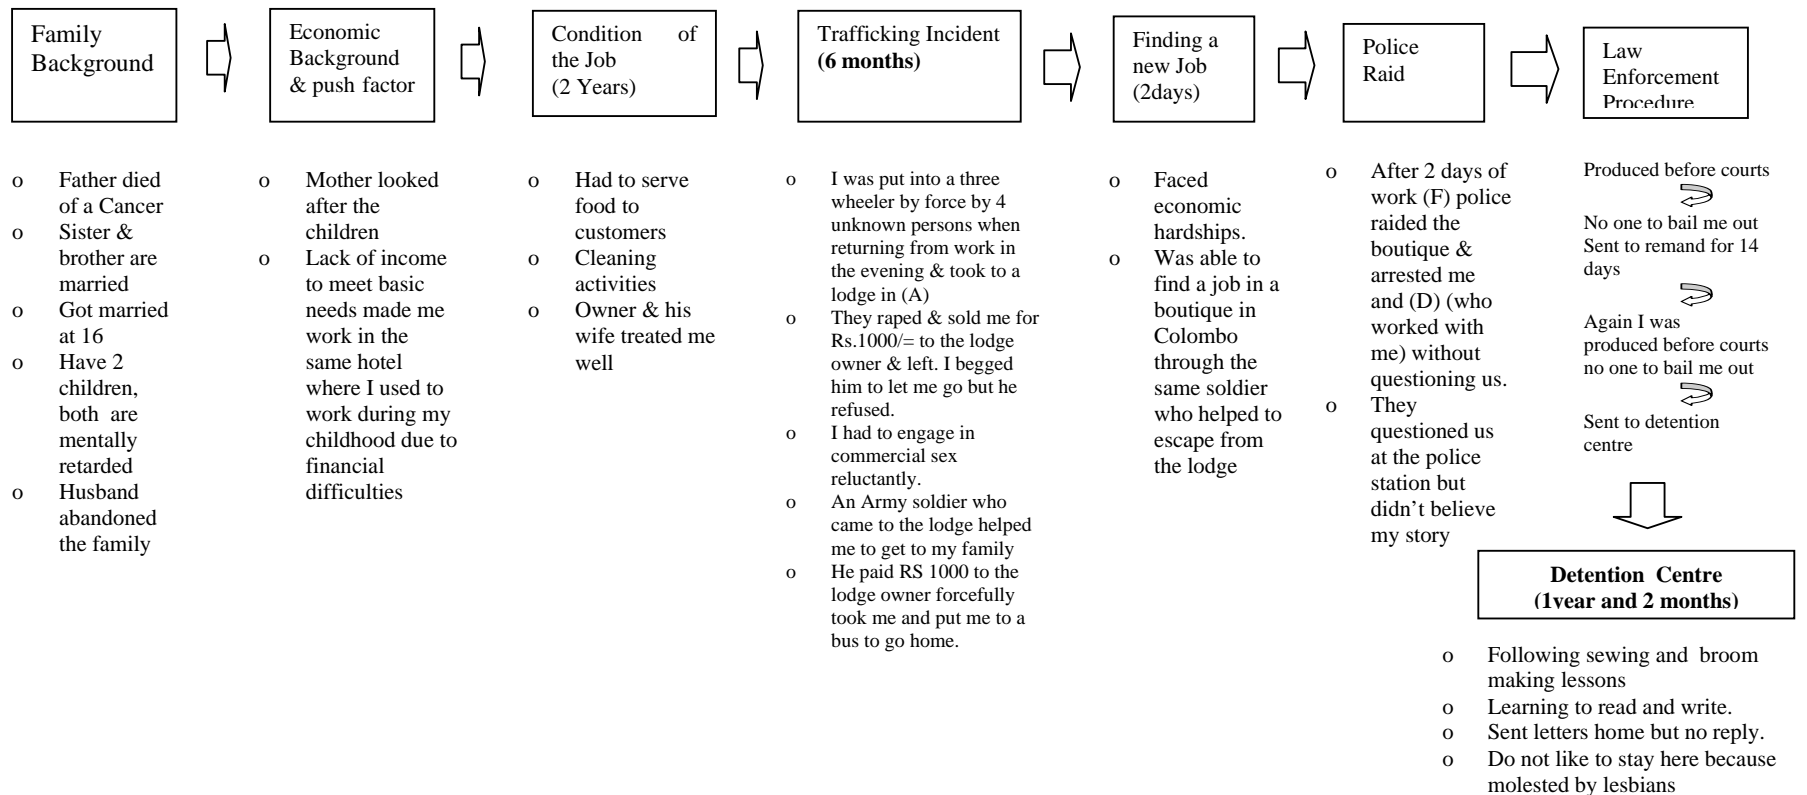 Family
Background
Economic
Background
& push factor
Condition of
the Job
(2 Years)
Trafficking Incident
(6 months)
Finding a
new Job
(2days)
Police
Raid
Law
Enforcement
Procedure
o Father died
of a Cancer
o Sister &
brother are
married
o Got married
at 16
o Have 2
children,
both are
mentally
retarded
o Husband
abandoned
the family
o Mother looked
after the
children
o Lack of income
to meet basic
needs made me
work in the
same hotel
where I used to
work during my
childhood due to
financial
difficulties
o Had to serve
food to
customers
o Cleaning
activities
o Owner & his
wife treated me
well
o I was put into a three
wheeler by force by 4
unknown persons when
returning from work in
the evening & took to a
lodge in (A)
o They raped & sold me for
Rs.1000/= to the lodge
owner & left. I begged
him to let me go but he
refused.
o I had to engage in
commercial sex
reluctantly.
o An Army soldier who
came to the lodge helped
me to get to my family
o He paid RS 1000 to the
lodge owner forcefully
took me and put me to a
bus to go home.
o Faced
economic
hardships.
o Was able to
find a job in a
boutique in
Colombo
through the
same soldier
who helped to
escape from
the lodge
o After 2 days of
work (F) police
raided the
boutique &
arrested me
and (D) (who
worked with
me) without
questioning us.
o They
questioned us
at the police
station but
didn’t believe
my story
Produced before courts
No one to bail me out
Sent to remand for 14
days
Again I was
produced before courts
no one to bail me out
Sent to detention
centre
Detention Centre
(1year and 2 months)
o Following sewing and broom
making lessons
o Learning to read and write.
o Sent letters home but no reply.
o Do not like to stay here because
molested by lesbians